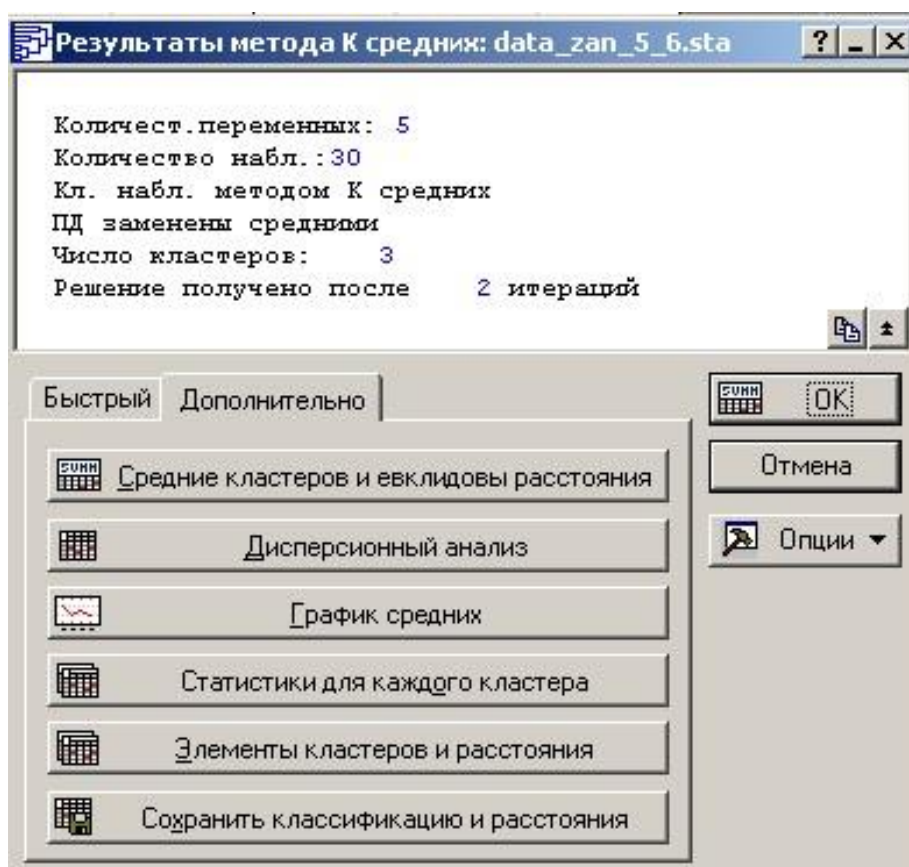 Результаты метода К средних: data_zan_5_6.sta
Количест.переменных: 5
Количество набл.:30
Кл. набл. методом К средних
ПД заменены средними
Число кластеров: 3
Решение получено после 2 итераций
Быстрый Дополнительно
Средние кластеров и евклидовы расстояния
Дисперсионный анализ
График средних
Статистики для каждого кластера
Элементы кластеров и расстояния
Сохранить классификацию и расстояния
SUMM OK
Отмена
Опции